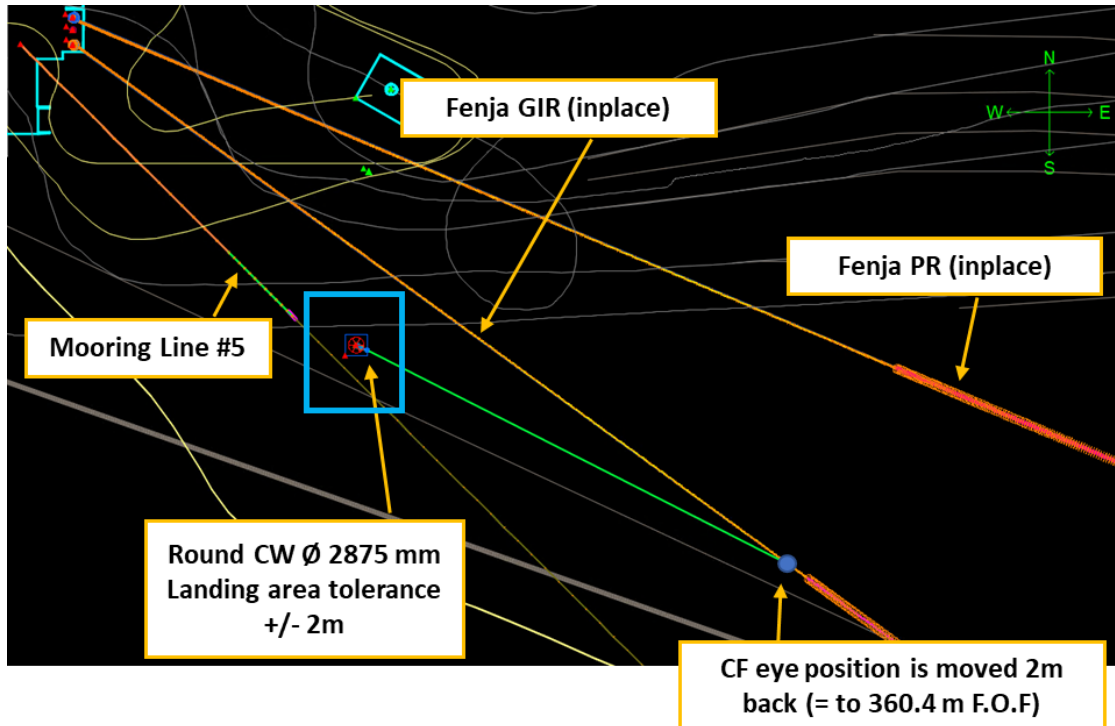 N
W E
S
Fenja GIR (inplace)
Fenja PR (inplace)
Mooring Line #5
Round CW Ø 2875 mm
Landing area tolerance
+/- 2m
CF eye position is moved 2m
back (= to 360.4 m F.O.F)